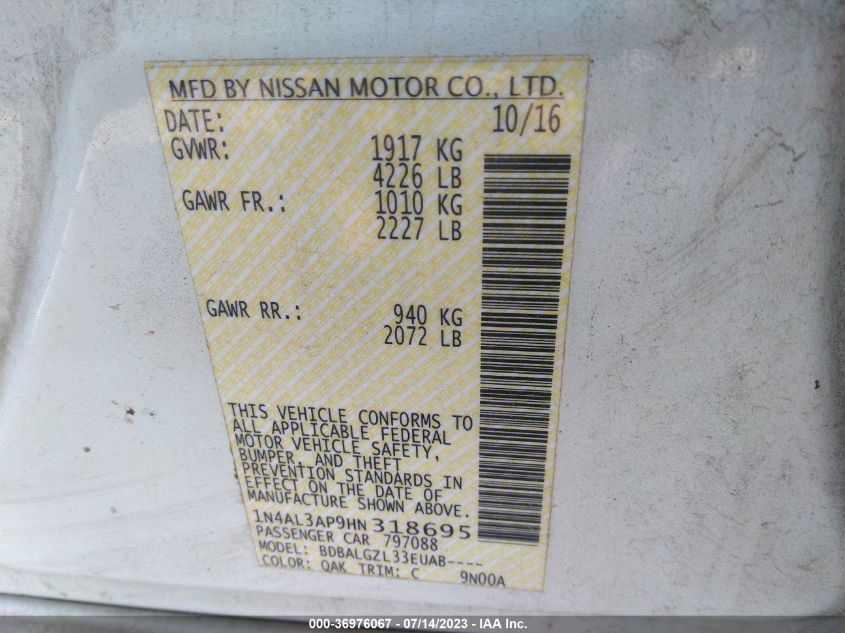 MFD BY NISSAN MOTOR CO., LTD.
DATE: 10/16
GVWR: 1917 KG
4226 LB
GAWR FR.: 1010 KG
2227 LB
GAWR RR.: 940 KG
2072 LB
THIS VEHICLE CONFORMS TO
ALL APPLICABLE FEDERAL
MOTOR VEHICLE SAFETY,
BUMPER, AND THEFT
PREVENTION STANDARDS IN
EFFECT ON THE DATE OF
MANUFACTURE SHOWN ABOVE.
1N4AL3AP9HN318695
PASSENGER CAR 797088
MODEL: BDBALGZL33EUAB----
COLOR: QAK TRIM: C 9N00A
000-36976067 / 07/14/2023 - IAA Inc.